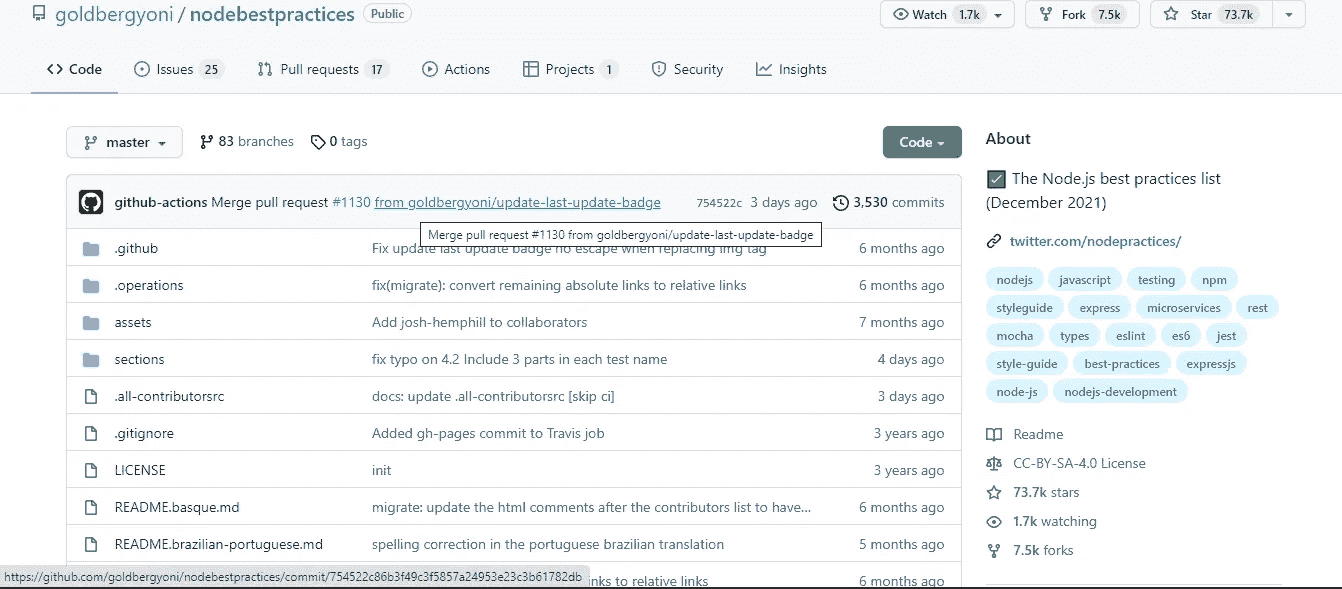 goldbergyoni / nodebestpractices Public
Watch 1.7k Fork 7.5k Star 73.7k
Code Issues 25 Pull requests 17 Actions Projects 1 Security Insights
master 83 branches 0 tags Code
github-actions Merge pull request #1130 from goldbergyoni/update-last-update-badge 754522c 3 days ago 3,530 commits
Merge pull request #1130 from goldbergyoni/update-last-update-badge
.github Fix update last update badge no escape when replacing img tag 6 months ago
.operations fix(migrate): convert remaining absolute links to relative links 6 months ago
assets Add josh-hemphill to collaborators 7 months ago
sections fix typo on 4.2 Include 3 parts in each test name 4 days ago
.all-contributorsrc docs: update .all-contributorsrc [skip ci] 3 days ago
.gitignore Added gh-pages commit to Travis job 3 years ago
LICENSE init 3 years ago
README.basque.md migrate: update the html comments after the contributors list to have... 6 months ago
README.brazilian-portuguese.md spelling correction in the portuguese brazilian translation 5 months ago
inks to relative links 6 months ago
https://github.com/goldbergyoni/nodebestpractices/commit/754522c86b3f49c3f5857a24953e23c3b61782db
About
The Node.js best practices list
(December 2021)
twitter.com/nodepractices/
nodejs javascript testing npm
styleguide express microservices rest
mocha types eslint es6 jest
style-guide best-practices expressjs
node-js nodejs-development
Readme
CC-BY-SA-4.0 License
73.7k stars
1.7k watching
7.5k forks